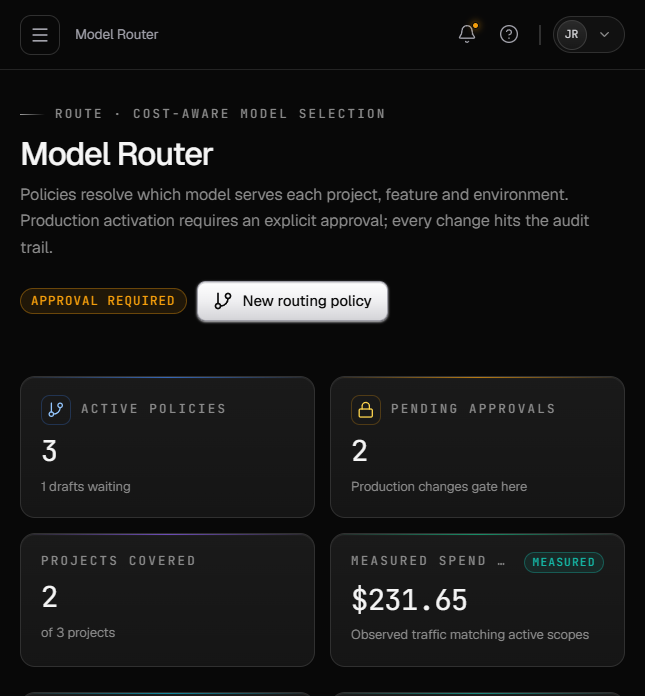 Model Router
JR
ROUTE · COST-AWARE MODEL SELECTION
Model Router
Policies resolve which model serves each project, feature and environment.
Production activation requires an explicit approval; every change hits the audit
trail.
APPROVAL REQUIRED
New routing policy
ACTIVE POLICIES
3
1 drafts waiting
PENDING APPROVALS
2
Production changes gate here
PROJECTS COVERED
2
of 3 projects
MEASURED SPEND …
MEASURED
$231.65
Observed traffic matching active scopes